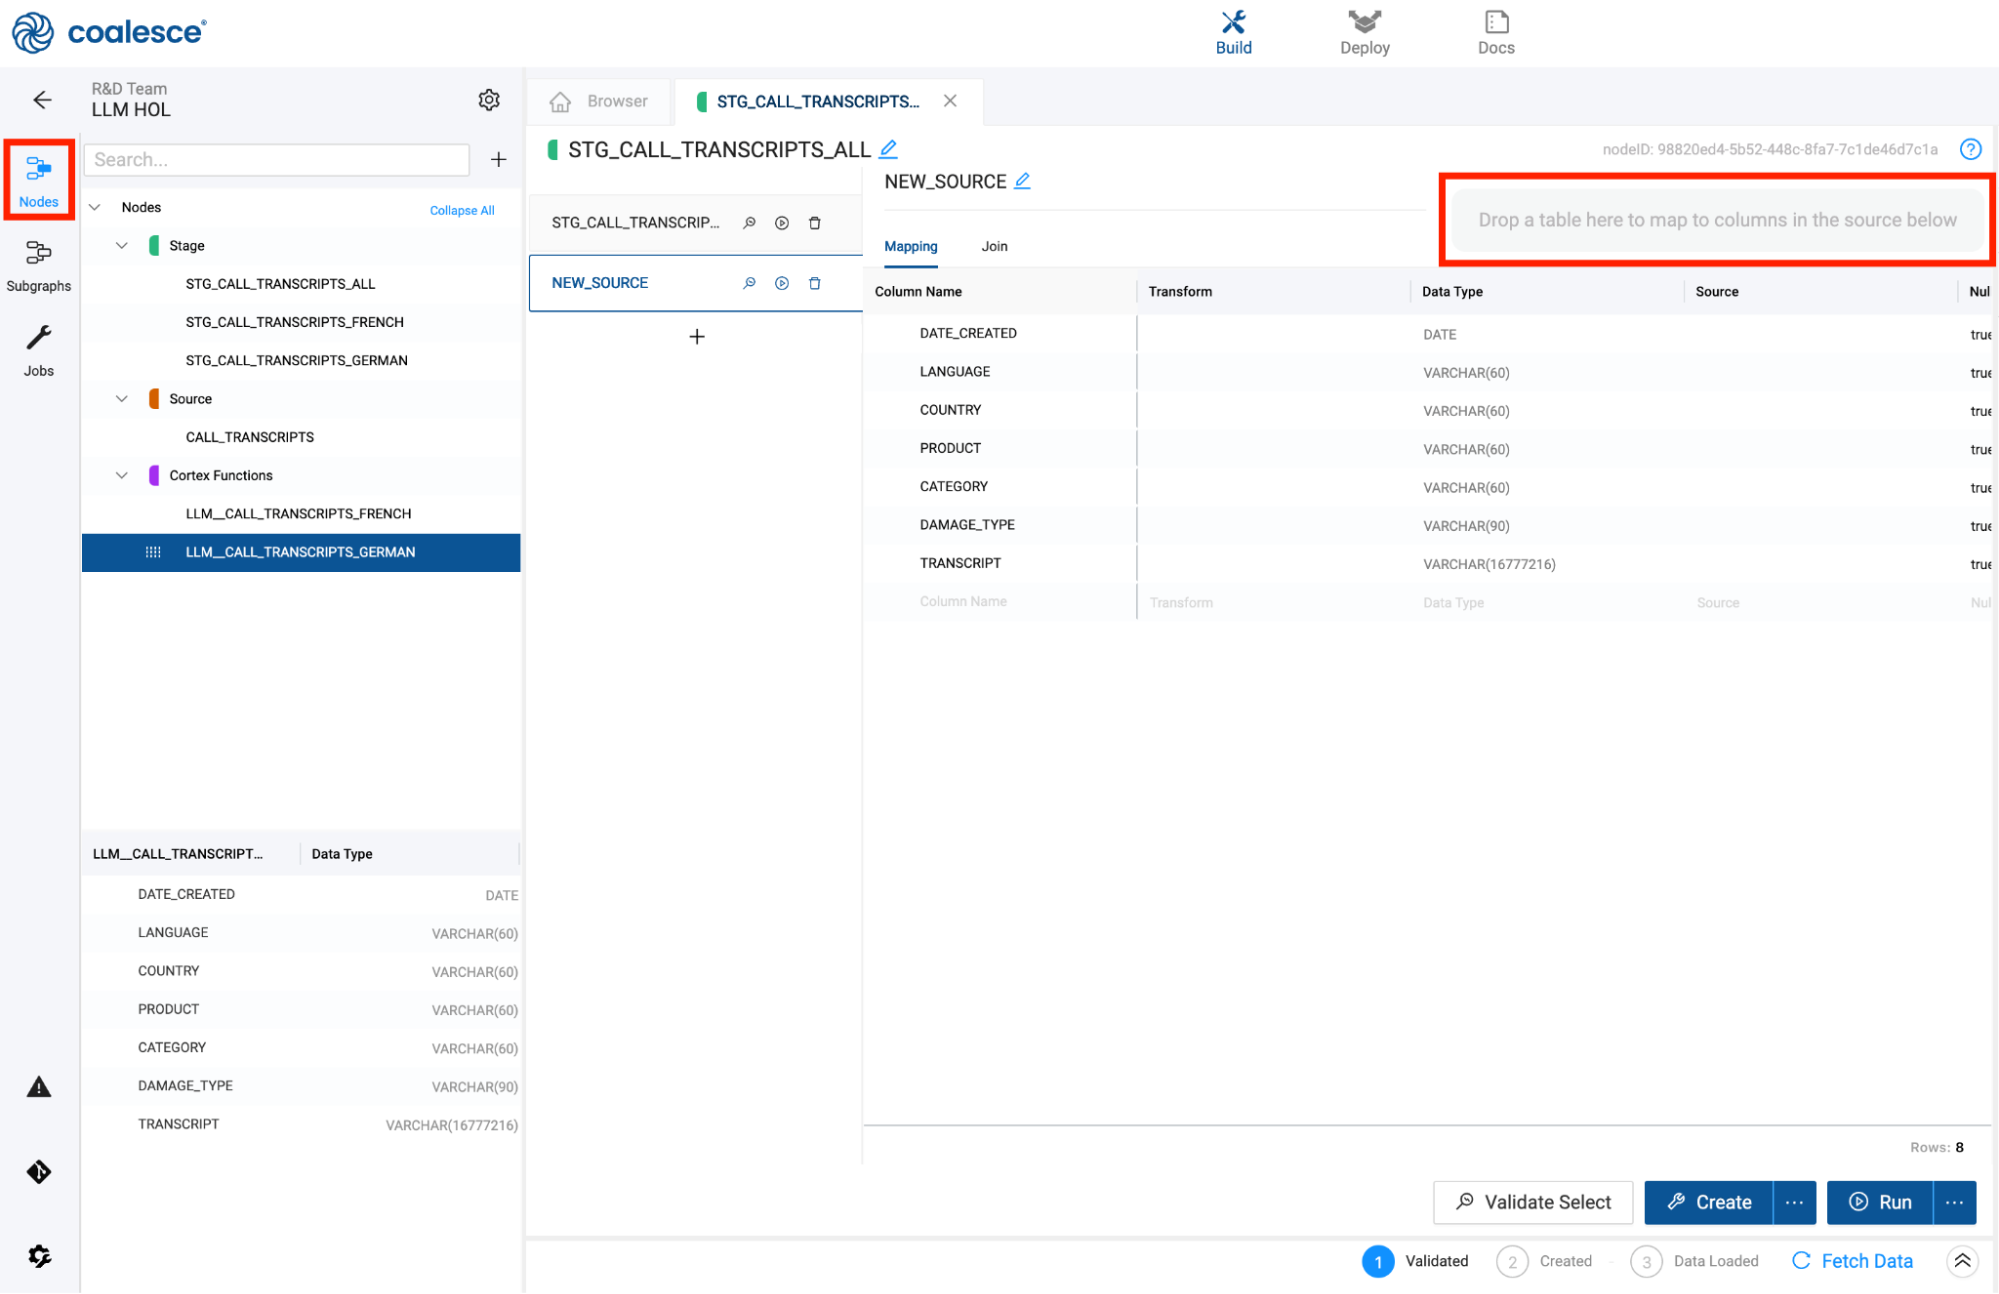 coalesce®
Build
Deploy
Docs
R&D Team
LLM HOL
Browser
STG_CALL_TRANSCRIPTS...
Search...
Nodes
Subgraphs
Jobs
Nodes
Collapse All
Stage
STG_CALL_TRANSCRIPTS_ALL
STG_CALL_TRANSCRIPTS_FRENCH
STG_CALL_TRANSCRIPTS_GERMAN
Source
CALL_TRANSCRIPTS
Cortex Functions
LLM__CALL_TRANSCRIPTS_FRENCH
LLM__CALL_TRANSCRIPTS_GERMAN
LLM__CALL_TRANSCRIPT... Data Type
DATE_CREATED DATE
LANGUAGE VARCHAR(60)
COUNTRY VARCHAR(60)
PRODUCT VARCHAR(60)
CATEGORY VARCHAR(60)
DAMAGE_TYPE VARCHAR(90)
TRANSCRIPT VARCHAR(16777216)
STG_CALL_TRANSCRIPTS_ALL
nodeID: 98820ed4-5b52-448c-8fa7-7c1de46d7c1a
STG_CALL_TRANSCRIP...
NEW_SOURCE
NEW_SOURCE
Drop a table here to map to columns in the source below
Mapping
Join
Column Name Transform Data Type Source Nul
DATE_CREATED DATE true
LANGUAGE VARCHAR(60) true
COUNTRY VARCHAR(60) true
PRODUCT VARCHAR(60) true
CATEGORY VARCHAR(60) true
DAMAGE_TYPE VARCHAR(90) true
TRANSCRIPT VARCHAR(16777216) true
Column Name Transform Data Type Source Nul
Rows: 8
Validate Select
Create
Run
1 Validated
2 Created
3 Data Loaded
Fetch Data